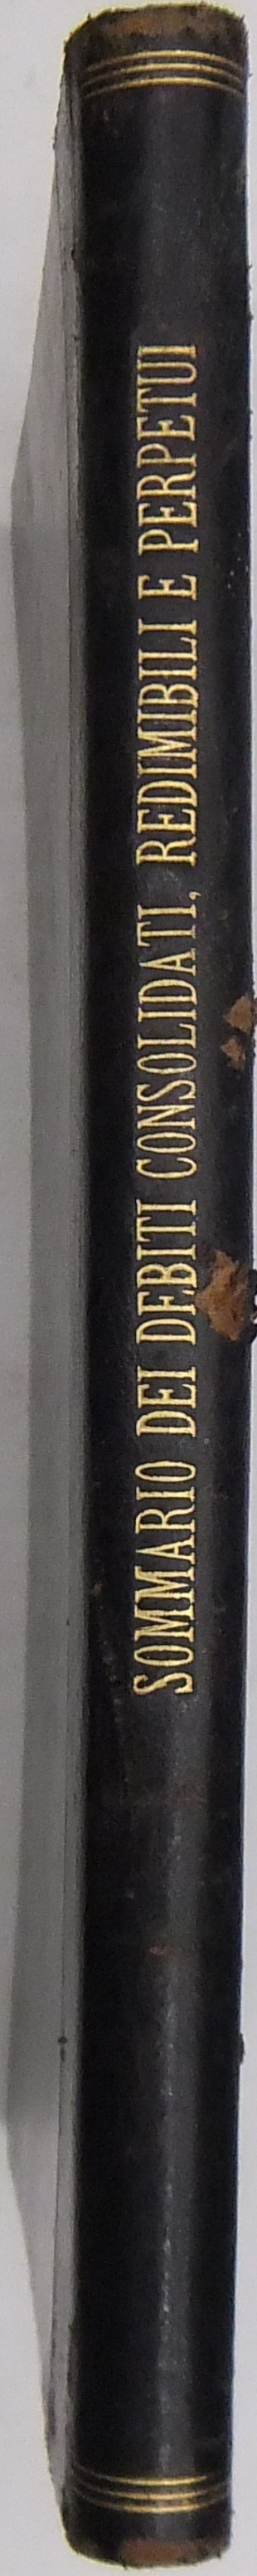 SOMMARIO DEI DEBITI CONSOLIDATI, REDIMIBILI E PERPETUI